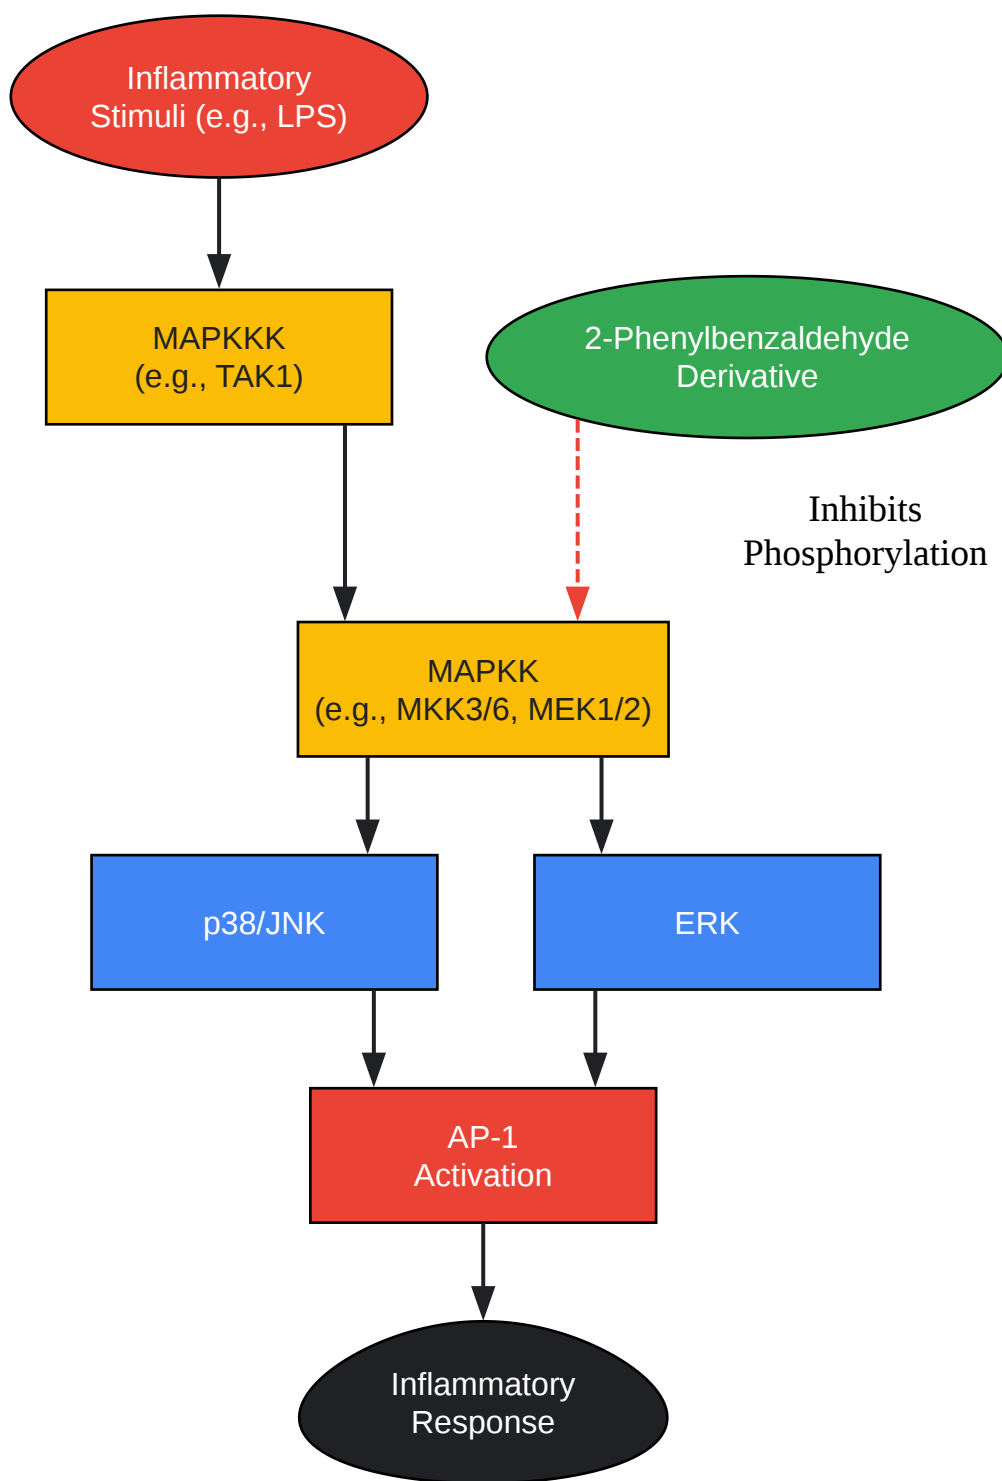 Inflammatory
Stimuli (e.g., LPS)
MAPKKK
(e.g., TAK1)
2-Phenylbenzaldehyde
Derivative
Inhibits
Phosphorylation
MAPKK
(e.g., MKK3/6, MEK1/2)
p38/JNK
ERK
AP-1
Activation
Inflammatory
Response